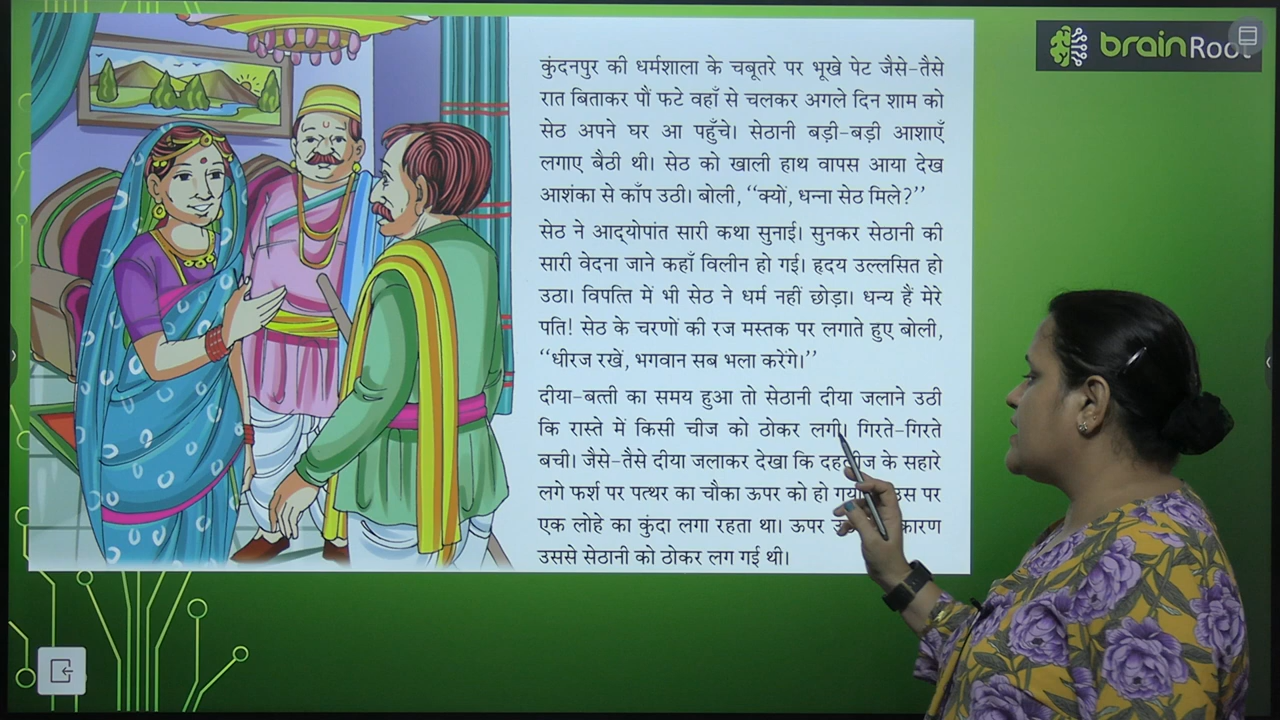 brainRoot
कुंदनपुर की धर्मशाला के चबूतरे पर भूखे पेट जैसे-तैसे
रात बिताकर पौ फटे वहाँ से चलकर अगले दिन शाम को
सेठ अपने घर आ पहुँचे। सेठानी बड़ी-बड़ी आशाएँ
लगाए बैठी थी। सेठ को खाली हाथ वापस आया देख
आशंका से काँप उठी। बोली, ‘‘क्यों, धन्ना सेठ मिले?’’
सेठ ने आद्योपांत सारी कथा सुनाई। सुनकर सेठानी की
सारी वेदना जाने कहाँ विलीन हो गई। हृदय उल्लसित हो
उठा। विपत्ति में भी सेठ ने धर्म नहीं छोड़ा। धन्य हैं मेरे
पति! सेठ के चरणों की रज मस्तक पर लगाते हुए बोली,
‘‘धीरज रखें, भगवान सब भला करेंगे।’’
दीया-बत्ती का समय हुआ तो सेठानी दीया जलाने उठी
कि रास्ते में किसी चीज को ठोकर लगी। गिरते-गिरते
बची। जैसे-तैसे दीया जलाकर देखा कि के सहारे
लगे फर्श पर पत्थर का चौका ऊपर को हो पर
एक लोहे का कुंदा लगा रहता था। ऊपर कारण
उससे सेठानी को ठोकर लग गई थी।